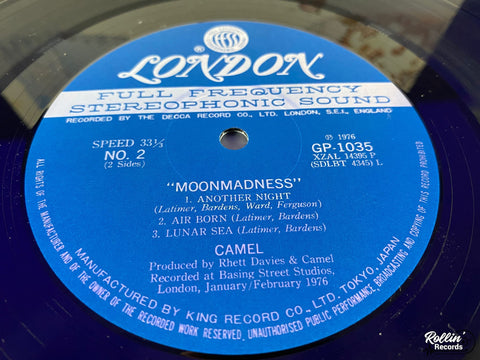 LONDON
®
FULL FREQUENCY
STEREOPHONIC SOUND
RECORDED BY THE DECCA RECORD CO., LTD. LONDON, S.E.I., ENGLAND
SPEED 33⅓
NO. 2
(2 Sides)
Ⓟ 1976
GP-1035
XZAL 14395 P
(SDLBT 4345) L
"MOONMADNESS"
1. ANOTHER NIGHT
(Latimer, Bardens, Ward, Ferguson)
2. AIR BORN (Latimer, Bardens)
3. LUNAR SEA (Latimer, Bardens)
CAMEL
Produced by Rhett Davies & Camel
Recorded at Basing Street Studios,
London, January/February 1976
MANUFACTURED BY KING RECORD CO., LTD. TOKYO, JAPAN
ALL RIGHTS OF THE MANUFACTURER AND OF THE OWNER OF THE RECORDED WORK RESERVED, UNAUTHORISED PUBLIC PERFORMANCE, BROADCASTING AND COPYING OF THIS RECORD PROHIBITED
Rollin'
Records